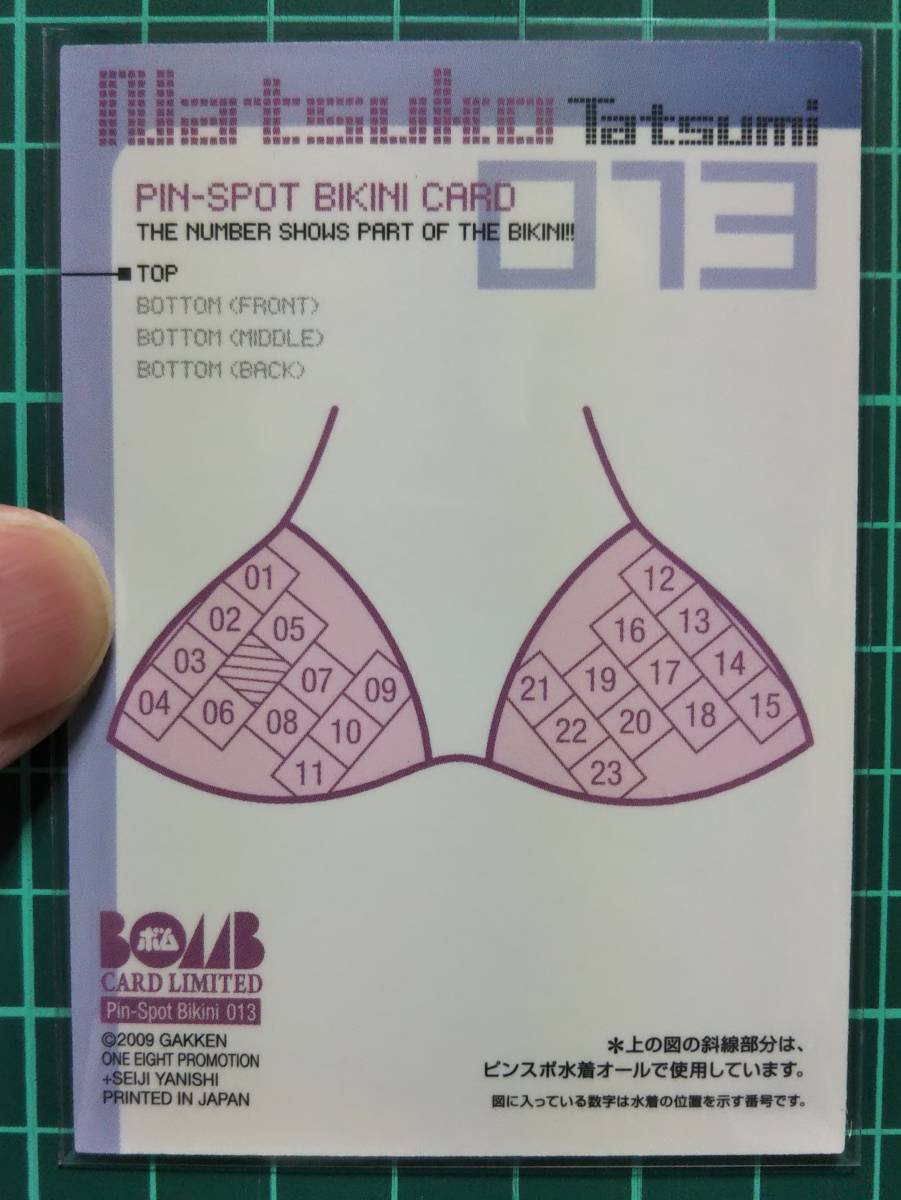 Natsuko Tatsumi
013
PIN-SPOT BIKINI CARD
THE NUMBER SHOWS PART OF THE BIKINI!!
TOP
BOTTOM (FRONT)
BOTTOM (MIDDLE)
BOTTOM (BACK)
01
02
05
03
04
06
07
08
09
10
11
12
13
16
14
17
19
21
15
18
20
22
23
BOMB
ボム
CARD LIMITED
Pin-Spot Bikini 013
©2009 GAKKEN
ONE EIGHT PROMOTION
+SEIJI YANISHI
PRINTED IN JAPAN
＊上の図の斜線部分は、
ピンスポ水着オールで使用しています。
図に入っている数字は水着の位置を示す番号です。